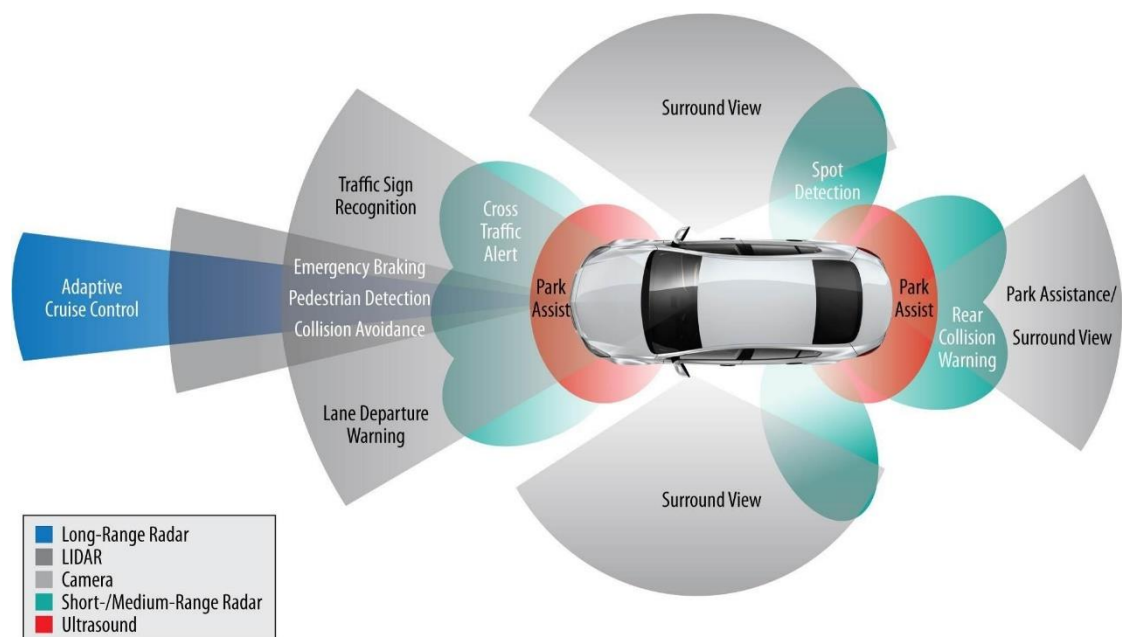 Surround View
Spot
Detection
Traffic Sign
Recognition
Cross
Traffic
Alert
Adaptive
Cruise Control
Emergency Braking
Pedestrian Detection
Collision Avoidance
Park
Assist
Park
Assist
Rear
Collision
Warning
Park Assistance/
Surround View
Lane Departure
Warning
Surround View
Long-Range Radar
LIDAR
Camera
Short-/Medium-Range Radar
Ultrasound